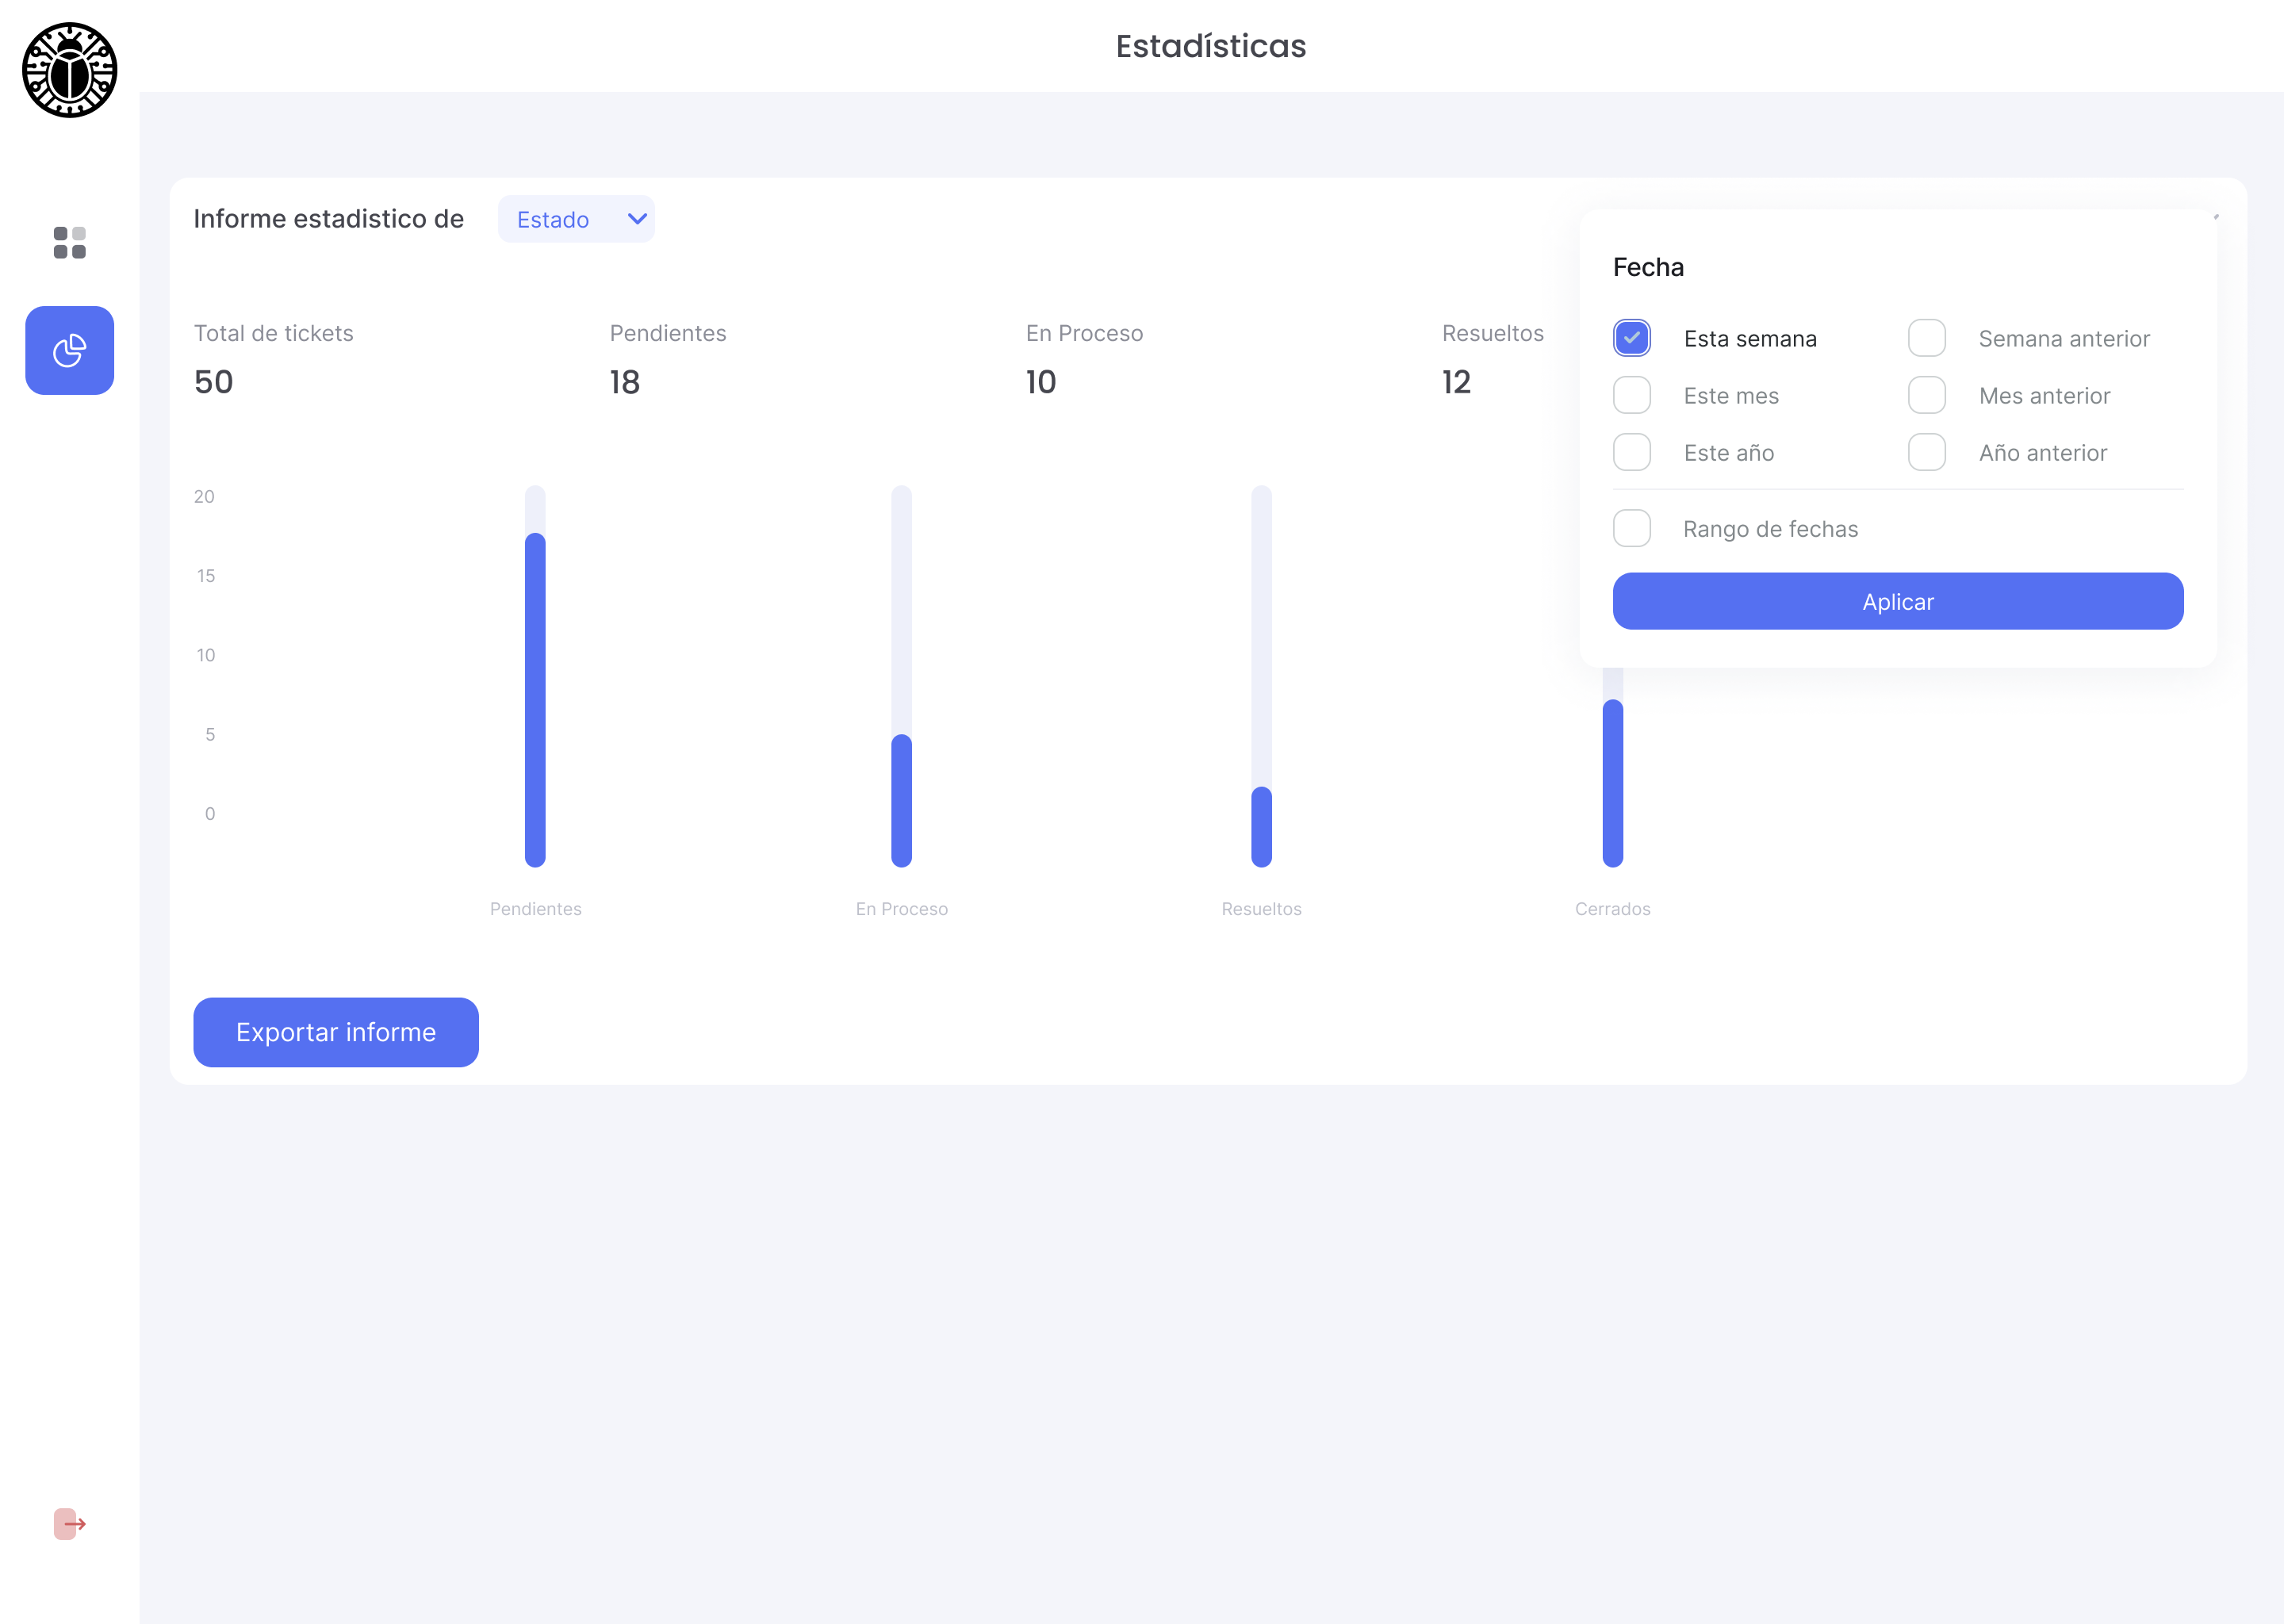 Estadísticas
Informe estadistico de
Estado
Total de tickets
50
Pendientes
18
En Proceso
10
Resueltos
12
Fecha
Esta semana
Semana anterior
Este mes
Mes anterior
Este año
Año anterior
Rango de fechas
Aplicar
20
15
10
5
0
Pendientes
En Proceso
Resueltos
Cerrados
Exportar informe